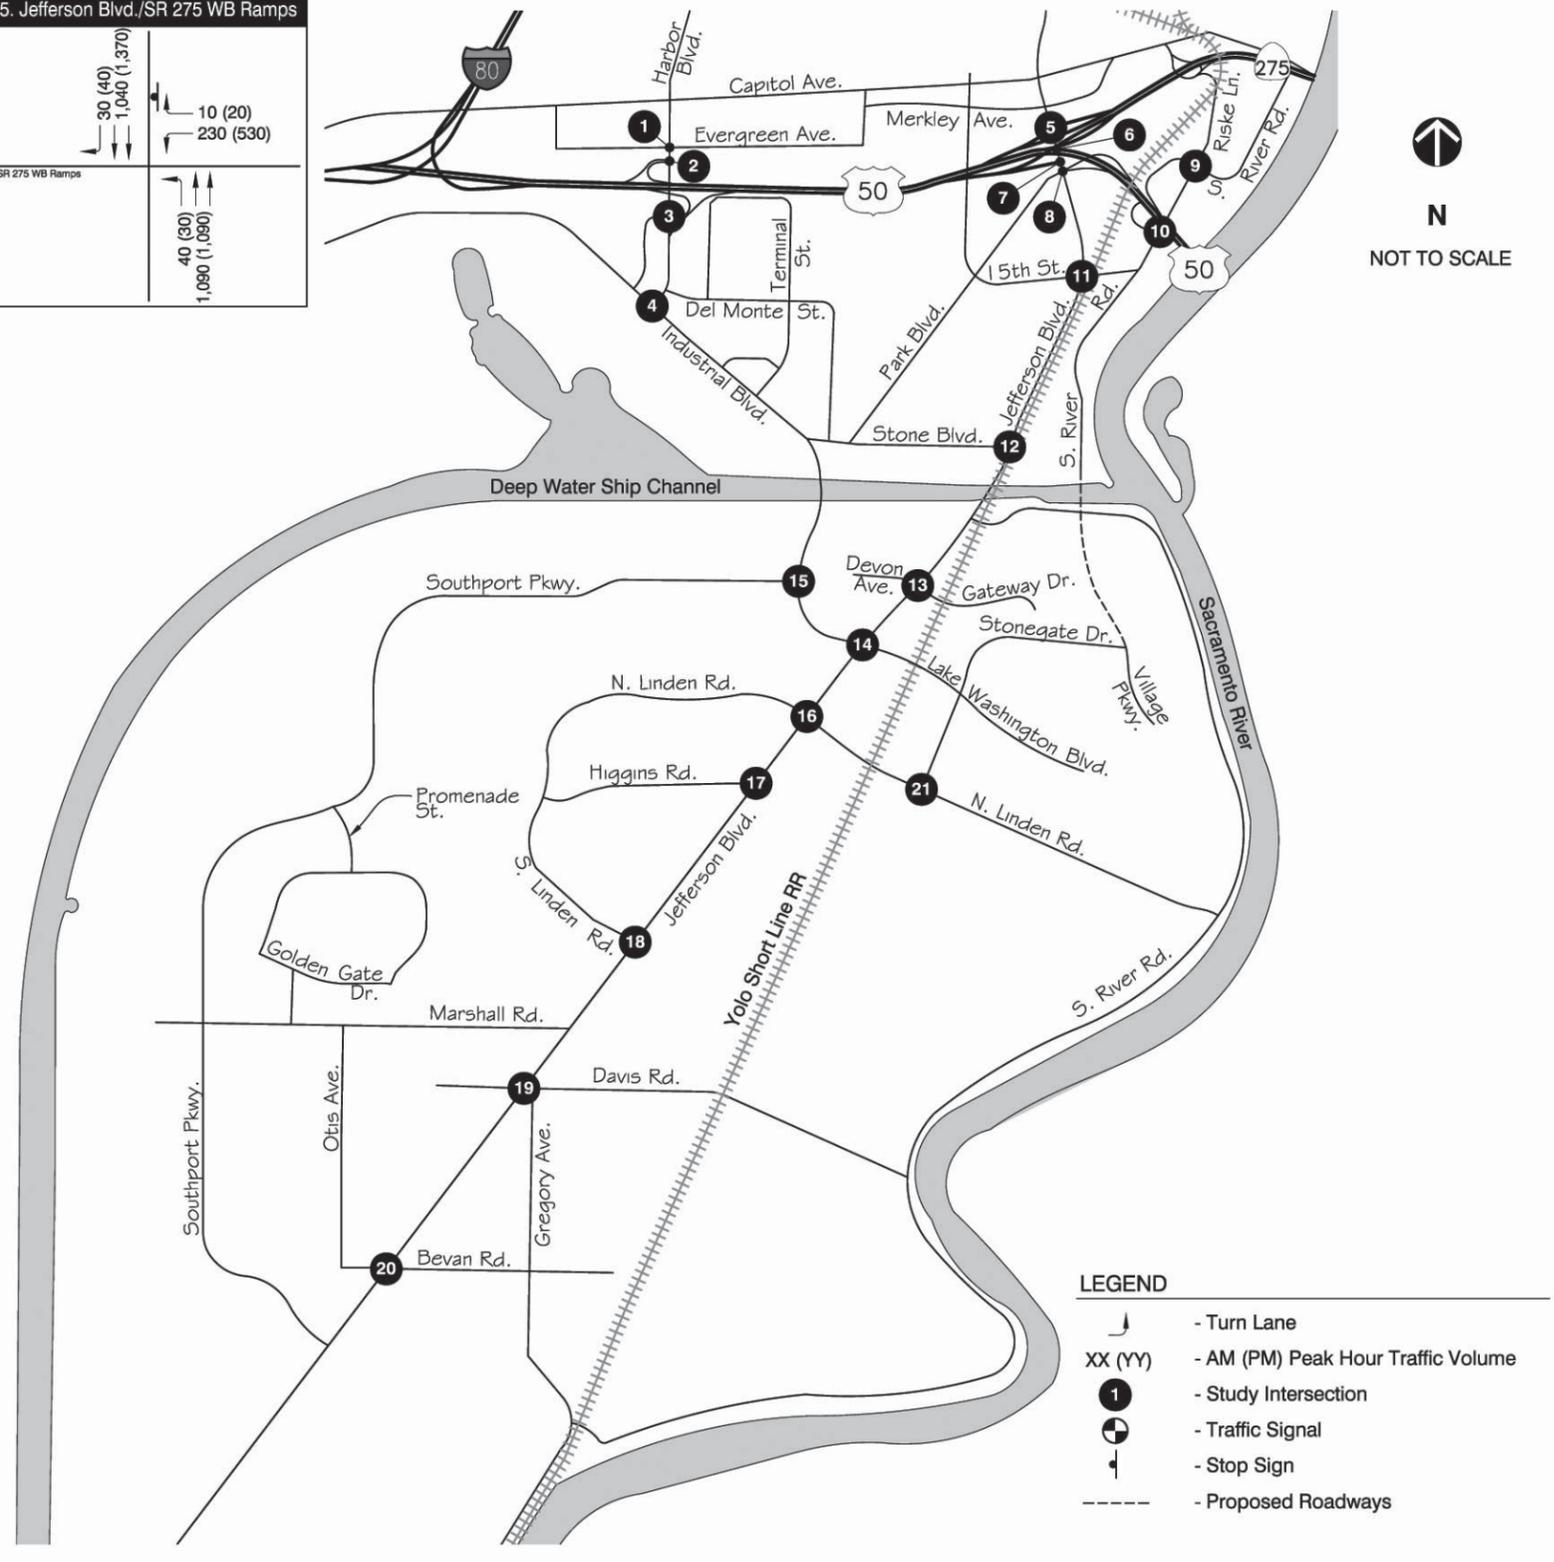 5. Jefferson Blvd./SR 275 WB Ramps
30 (40)
1,040 (1,370)
10 (20)
230 (530)
SR 275 WB Ramps
40 (30)
1,090 (1,090)
80
Harbor
Blvd.
Capitol Ave.
Evergreen Ave.
Merkley Ave.
275
Riske Ln.
S. River Rd.
1
2
3
4
5
6
7
8
9
10
11
50
50
N
NOT TO SCALE
Terminal
St.
15th St.
Del Monte St.
Industrial Blvd.
Park Blvd.
Jefferson Blvd.
S. River
Rd.
Stone Blvd.
12
Deep Water Ship Channel
Southport Pkwy.
15
Devon
Ave.
13
Gateway Dr.
Stonegate Dr.
14
Lake Washington Blvd.
Village
Pkwy.
Sacramento River
N. Linden Rd.
16
Higgins Rd.
17
21
N. Linden Rd.
Promenade
St.
S. Linden Rd.
Jefferson Blvd.
18
Yolo Short Line RR
Golden Gate
Dr.
S. River Rd.
Marshall Rd.
19
Davis Rd.
Southport Pkwy.
Otis Ave.
Gregory Ave.
20
Bevan Rd.
LEGEND
- Turn Lane
XX (YY) - AM (PM) Peak Hour Traffic Volume
1 - Study Intersection
- Traffic Signal
- Stop Sign
- Proposed Roadways